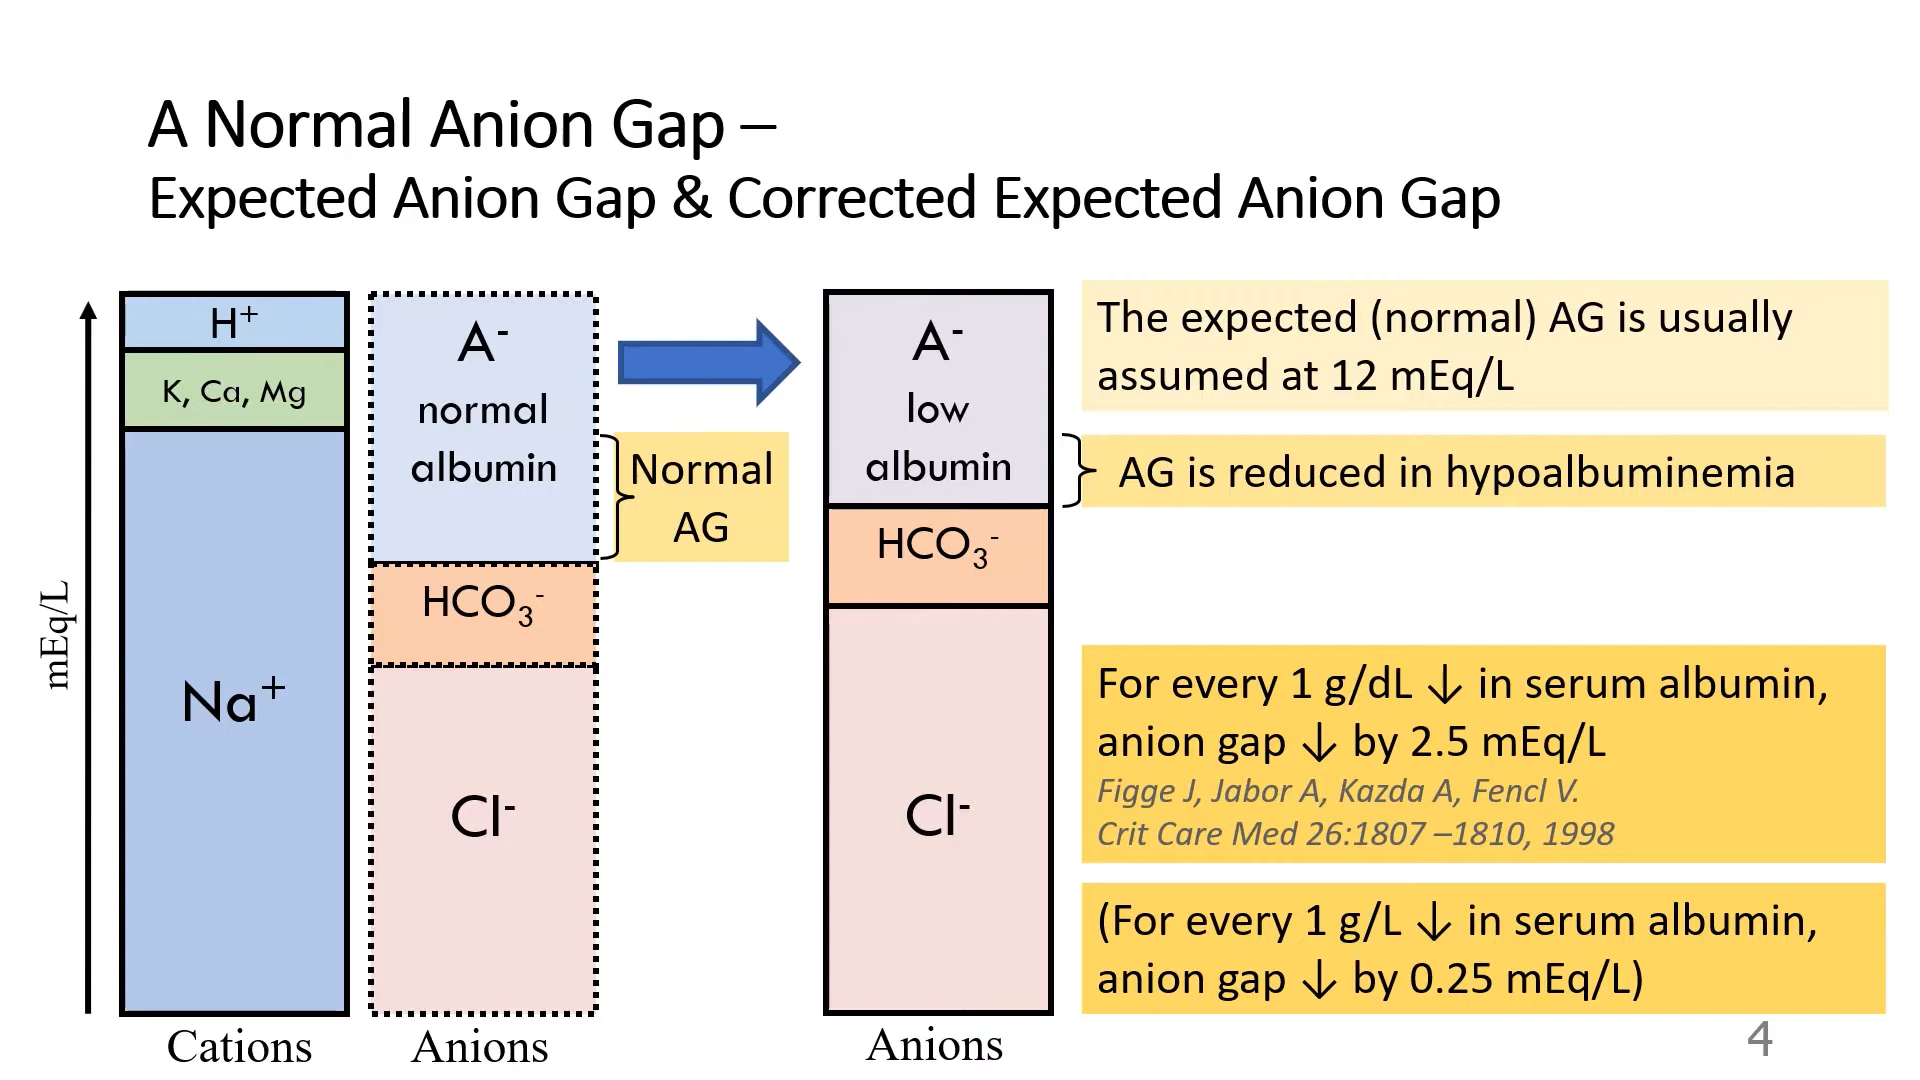 A Normal Anion Gap –
Expected Anion Gap & Corrected Expected Anion Gap
mEq/L
H⁺
K, Ca, Mg
Na⁺
Cations
A⁻
normal
albumin
HCO₃⁻
Cl⁻
Anions
Normal
AG
A⁻
low
albumin
HCO₃⁻
Cl⁻
Anions
The expected (normal) AG is usually
assumed at 12 mEq/L
AG is reduced in hypoalbuminemia
For every 1 g/dL ↓ in serum albumin,
anion gap ↓ by 2.5 mEq/L
Figge J, Jabor A, Kazda A, Fencl V.
Crit Care Med 26:1807 –1810, 1998
(For every 1 g/L ↓ in serum albumin,
anion gap ↓ by 0.25 mEq/L)
4